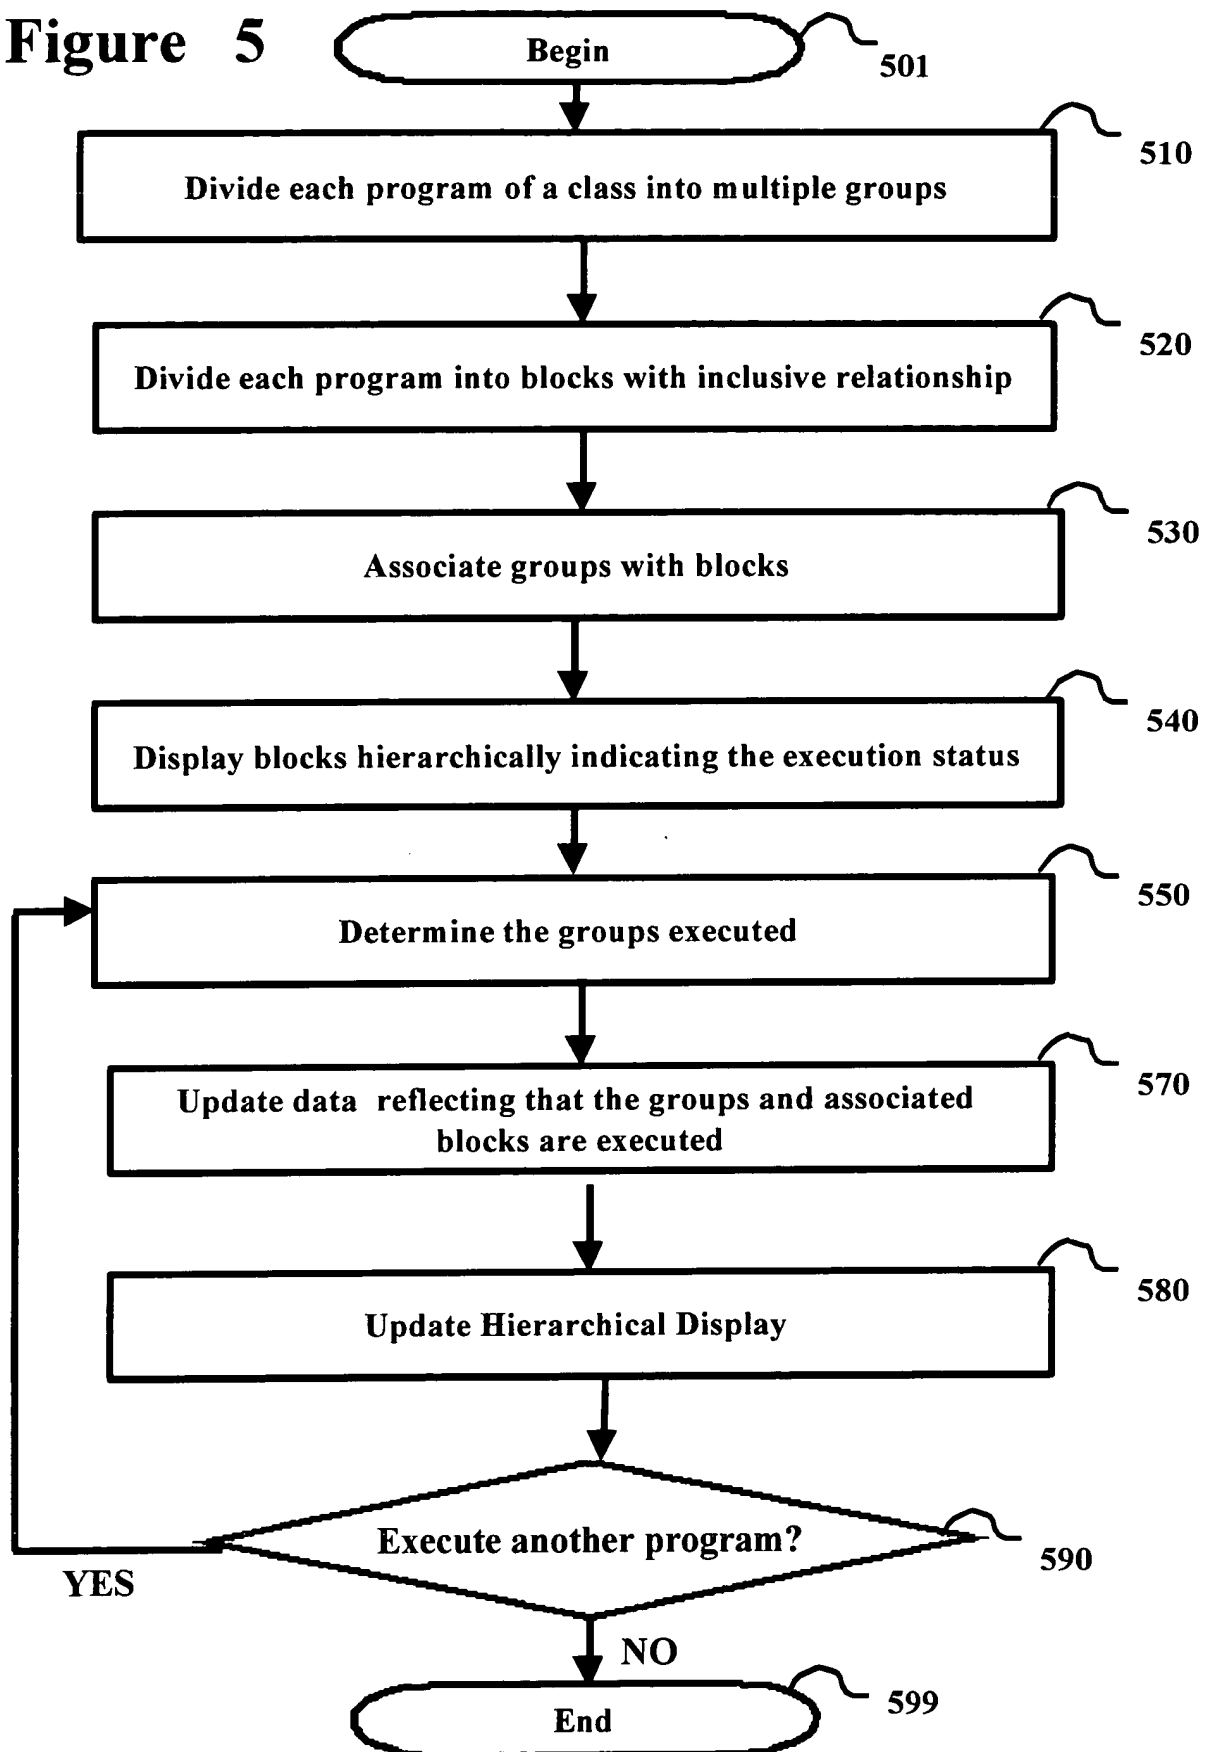 Figure 5
Begin
501
510
Divide each program of a class into multiple groups
520
Divide each program into blocks with inclusive relationship
530
Associate groups with blocks
540
Display blocks hierarchically indicating the execution status
550
Determine the groups executed
570
Update data reflecting that the groups and associated
blocks are executed
580
Update Hierarchical Display
Execute another program?
590
YES
NO
599
End